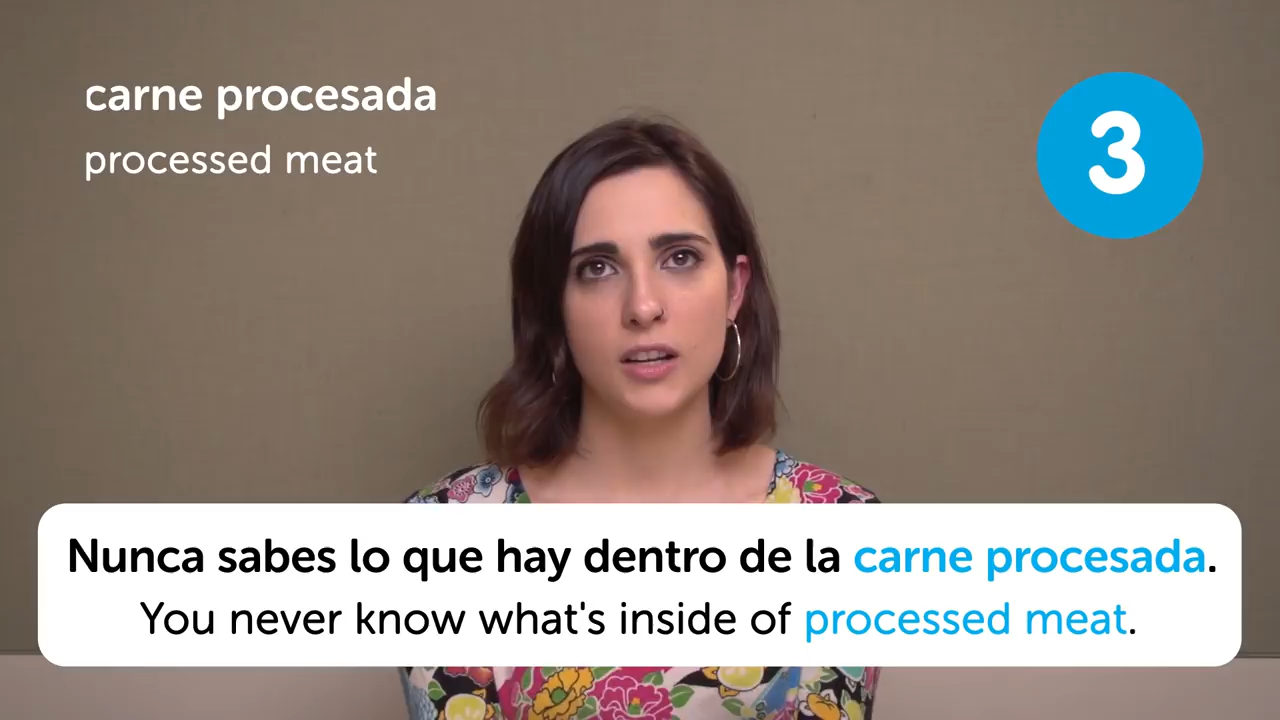 carne procesada
processed meat
3
Nunca sabes lo que hay dentro de la carne procesada.
You never know what's inside of processed meat.